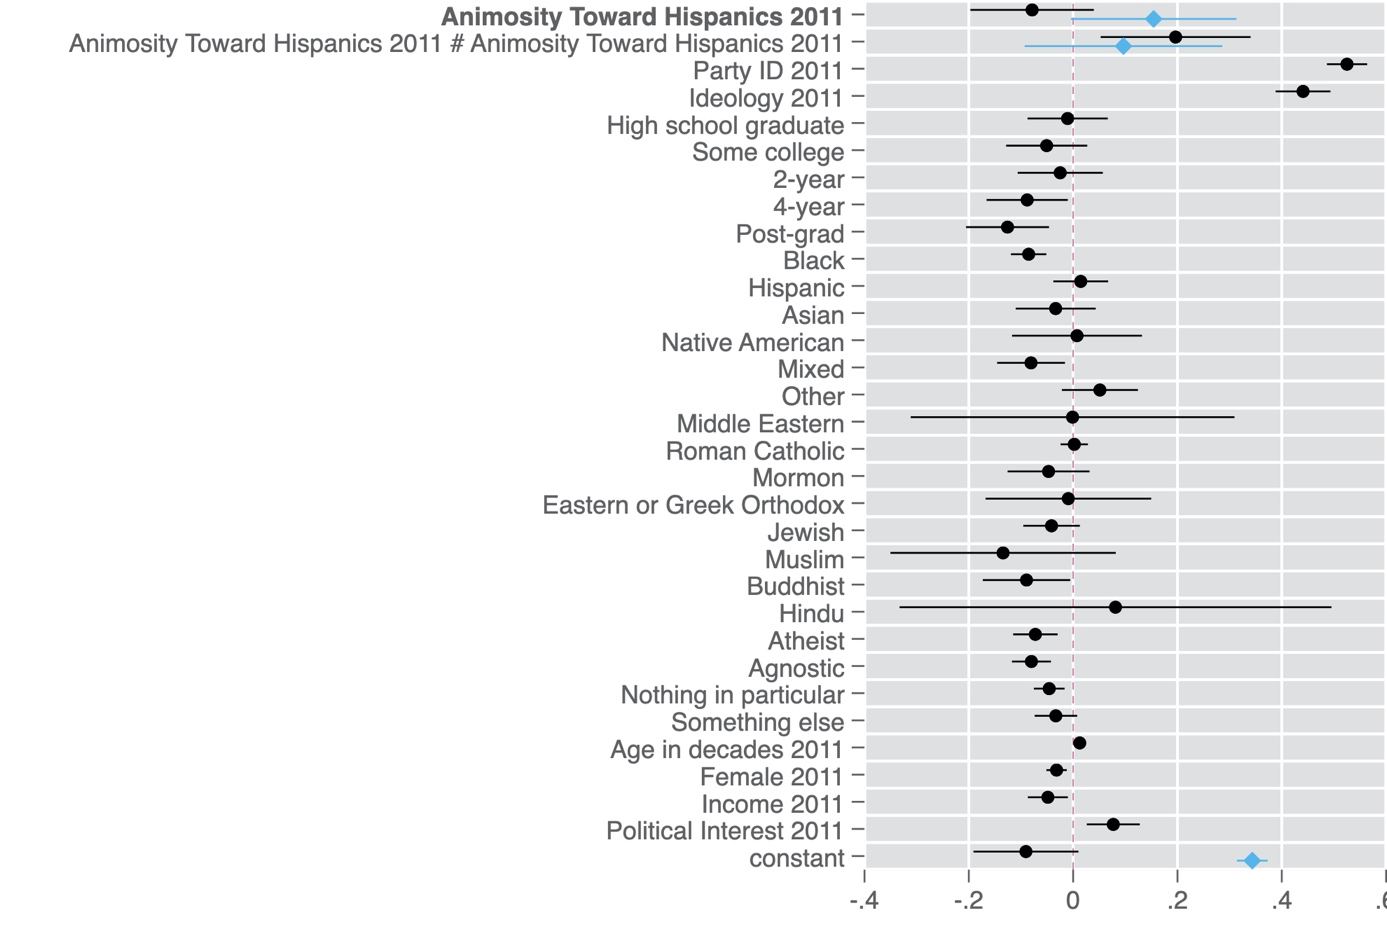 Animosity Toward Hispanics 2011
Animosity Toward Hispanics 2011 # Animosity Toward Hispanics 2011
Party ID 2011
Ideology 2011
High school graduate
Some college
2-year
4-year
Post-grad
Black
Hispanic
Asian
Native American
Mixed
Other
Middle Eastern
Roman Catholic
Mormon
Eastern or Greek Orthodox
Jewish
Muslim
Buddhist
Hindu
Atheist
Agnostic
Nothing in particular
Something else
Age in decades 2011
Female 2011
Income 2011
Political Interest 2011
constant
-.4 -.2 0 .2 .4